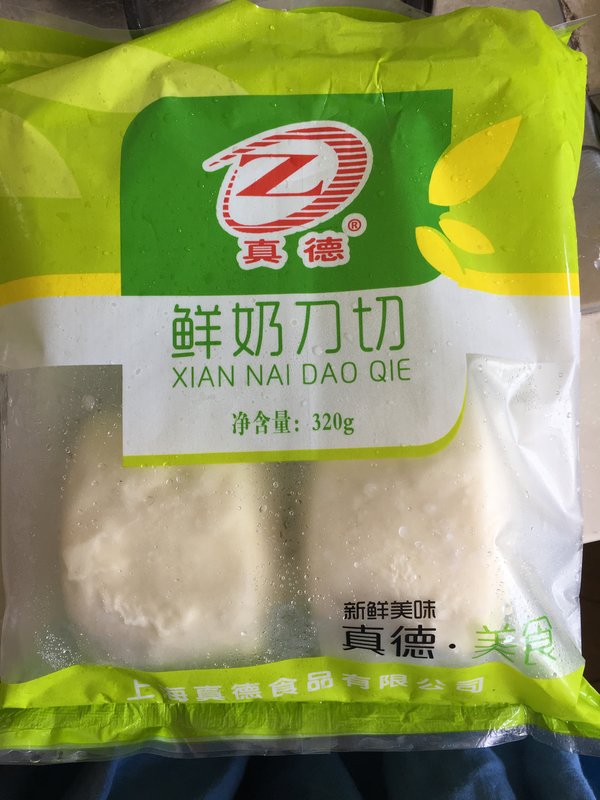 Z
真德®
鲜奶刀切
XIAN NAI DAO QIE
净含量：320g
新鲜美味
真德·美食
上海真德食品有限公司